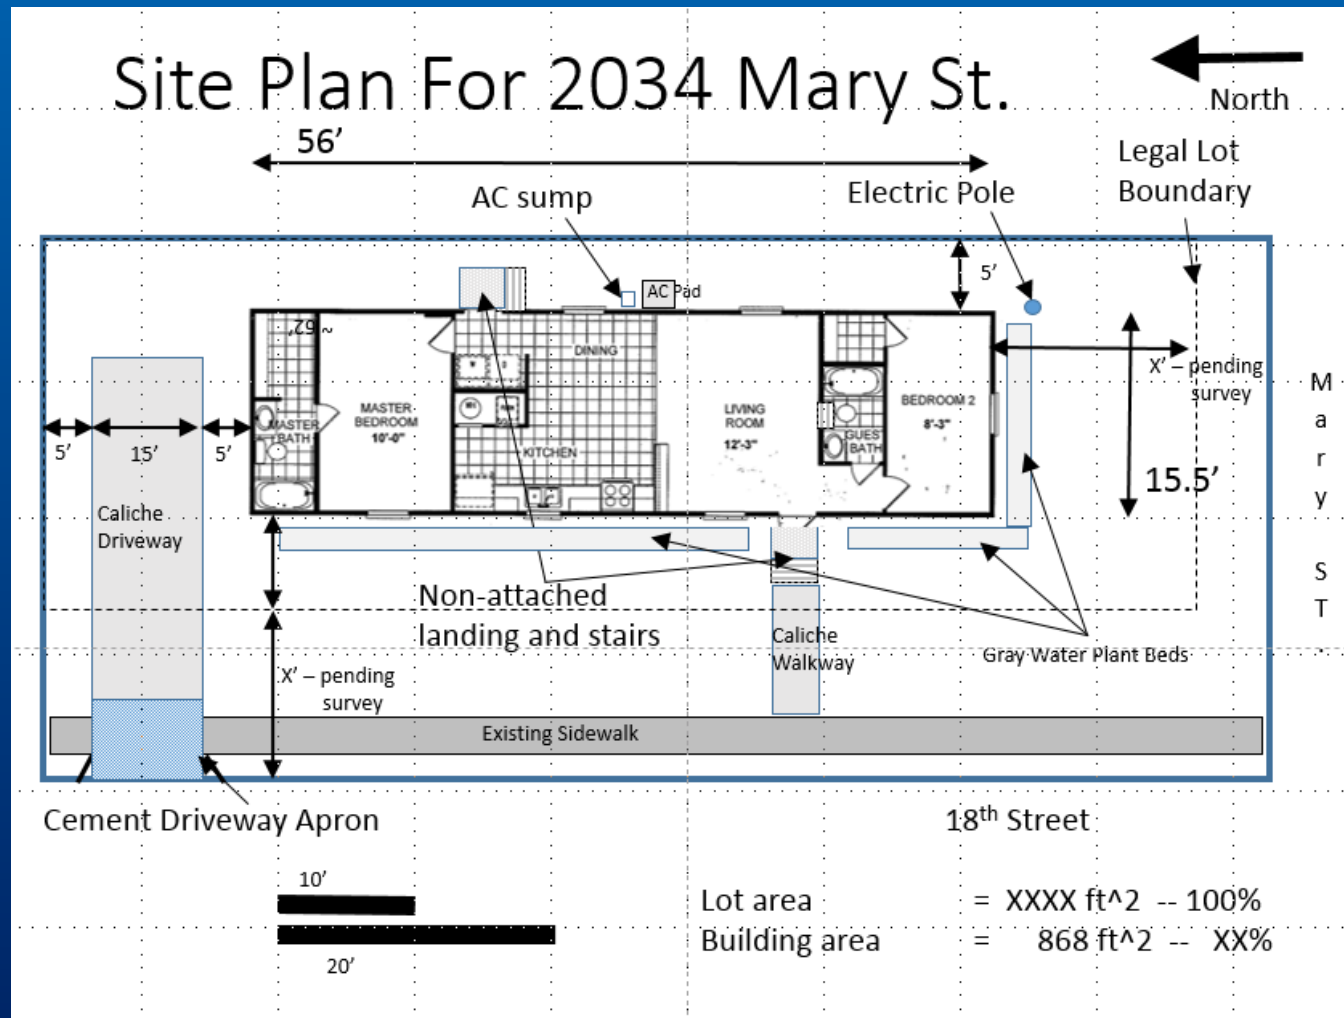 Site Plan For 2034 Mary St.
North
56’
Legal Lot
Boundary
AC sump
Electric Pole
5’
AC Pad
~ 62’
DINING
X’ – pending
survey
MASTER
BEDROOM
10'-0"
LIVING
ROOM
12'-3"
BEDROOM 2
8'-3"
MASTER
BATH
GUEST
BATH
KITCHEN
5’
15’
5’
15.5’
Mary ST.
Caliche
Driveway
Non-attached
landing and stairs
Caliche
Walkway
Gray Water Plant Beds
X’ – pending
survey
Existing Sidewalk
Cement Driveway Apron
18th Street
10’
20’
Lot area = XXXX ft^2 -- 100%
Building area = 868 ft^2 -- XX%